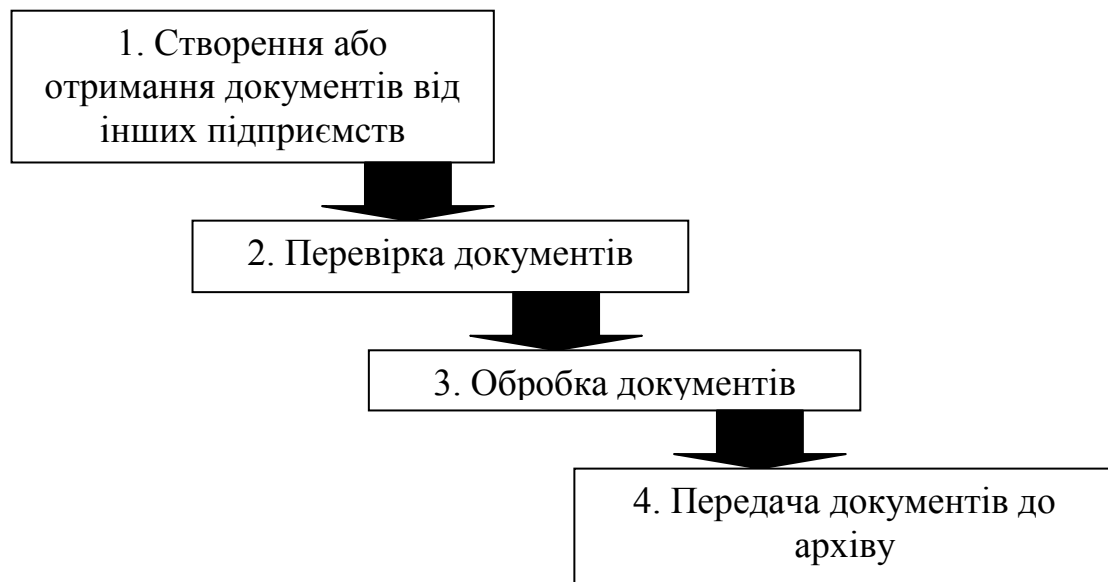 1. Створення або
отримання документів від
інших підприємств
2. Перевірка документів
3. Обробка документів
4. Передача документів до
архіву